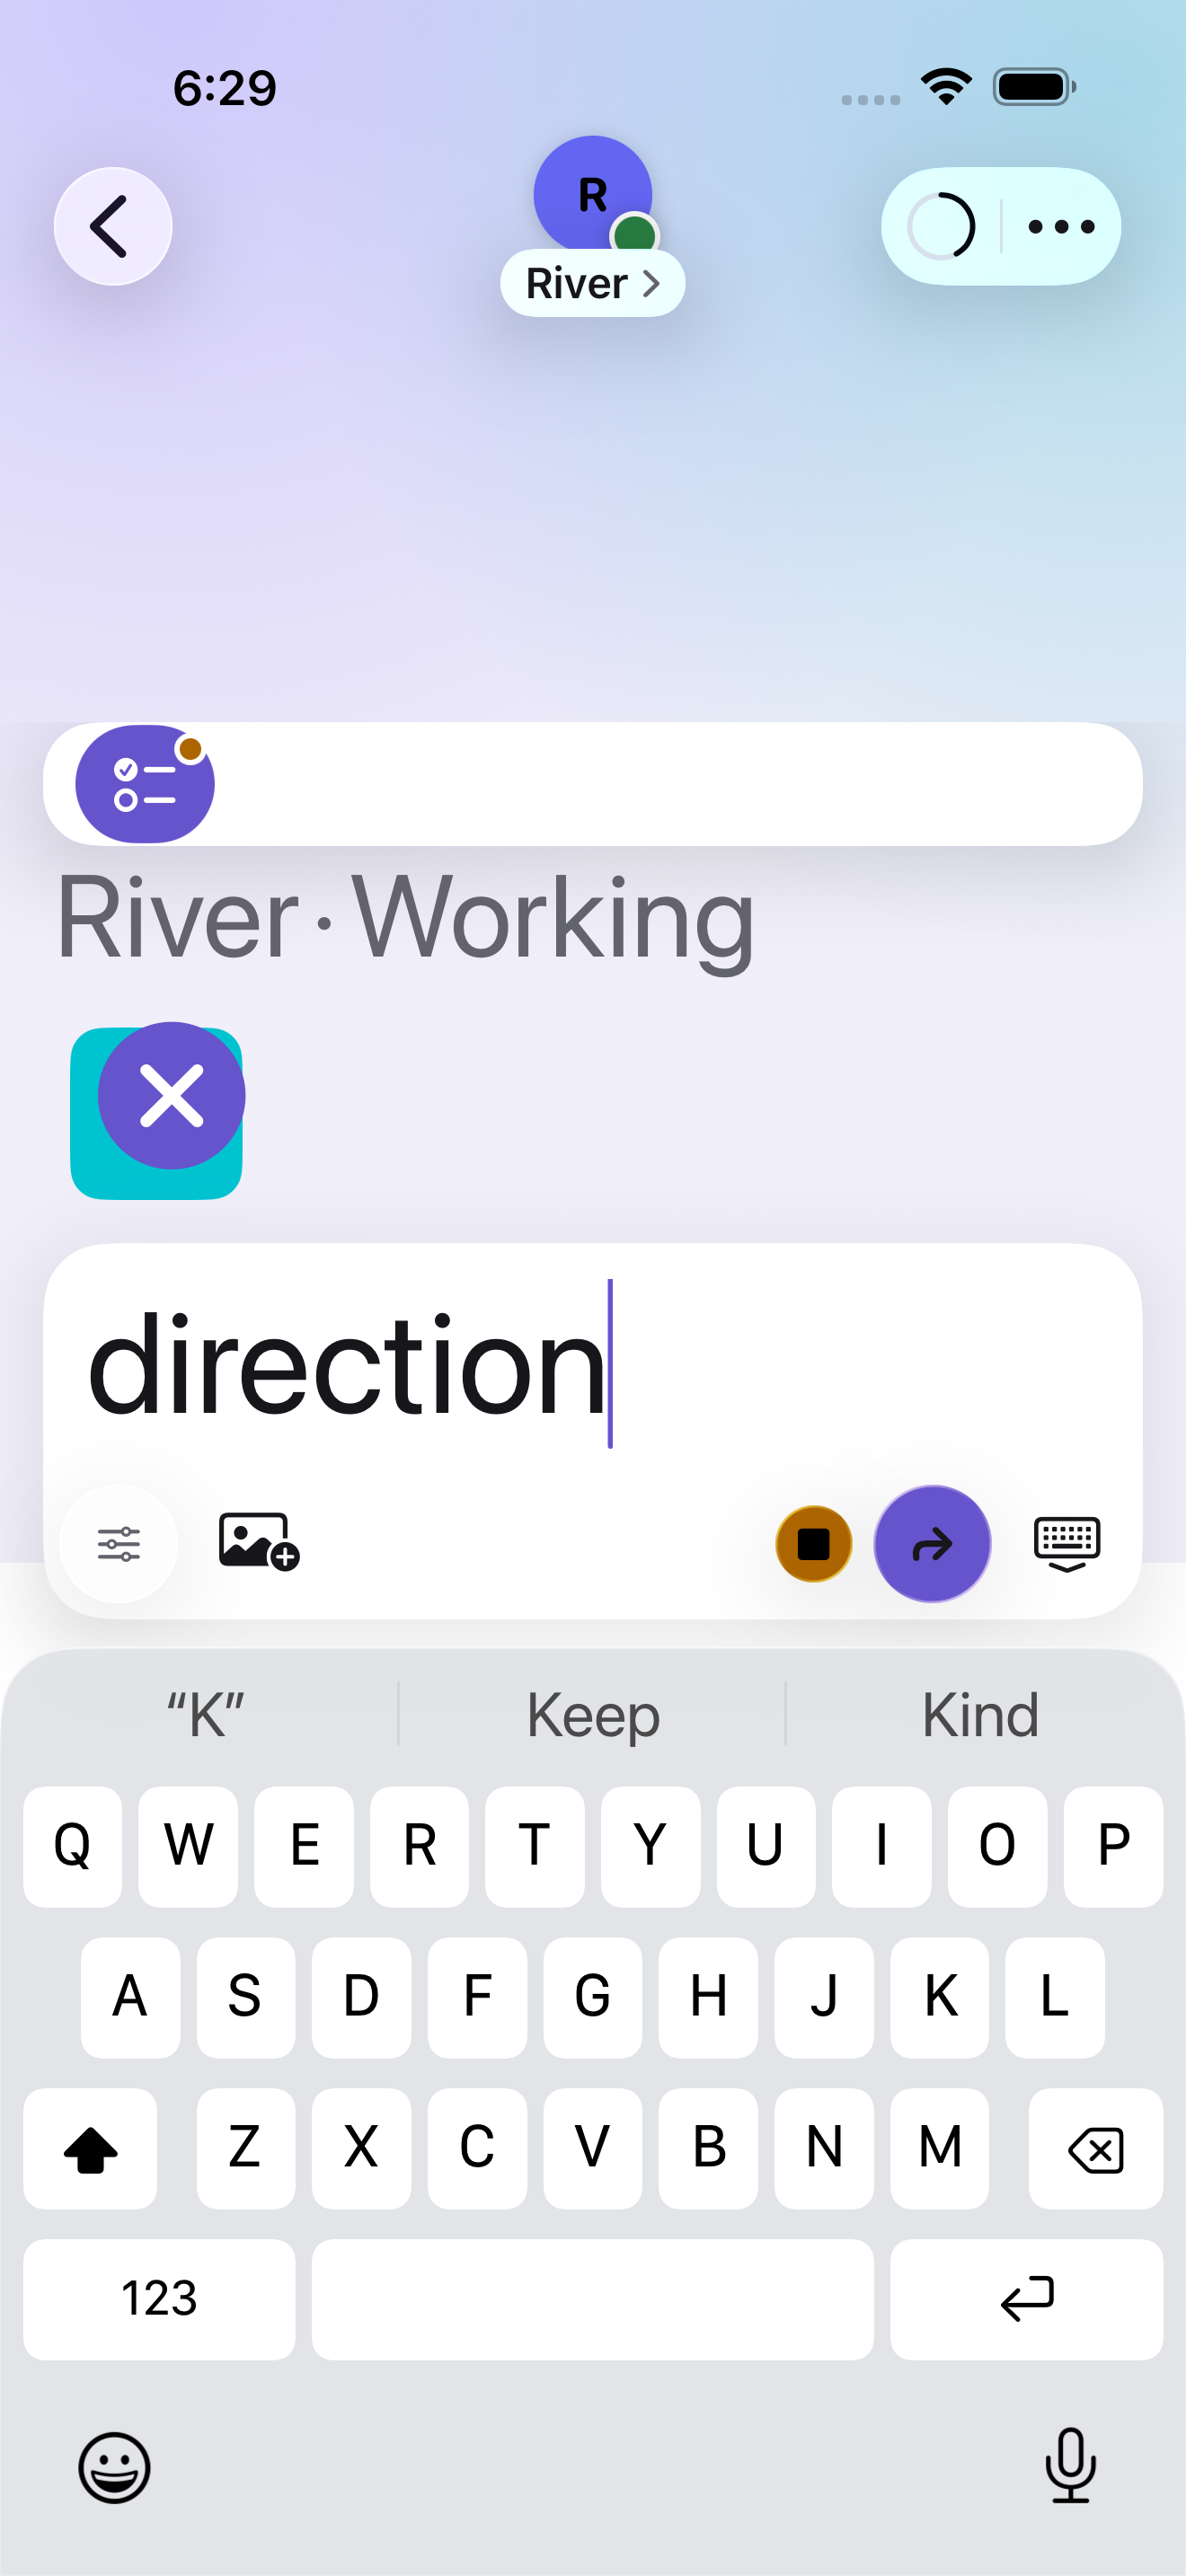 6:29
R
River
River · Working
direction
“K” Keep Kind
Q W E R T Y U I O P
A S D F G H J K L
Z X C V B N M
123